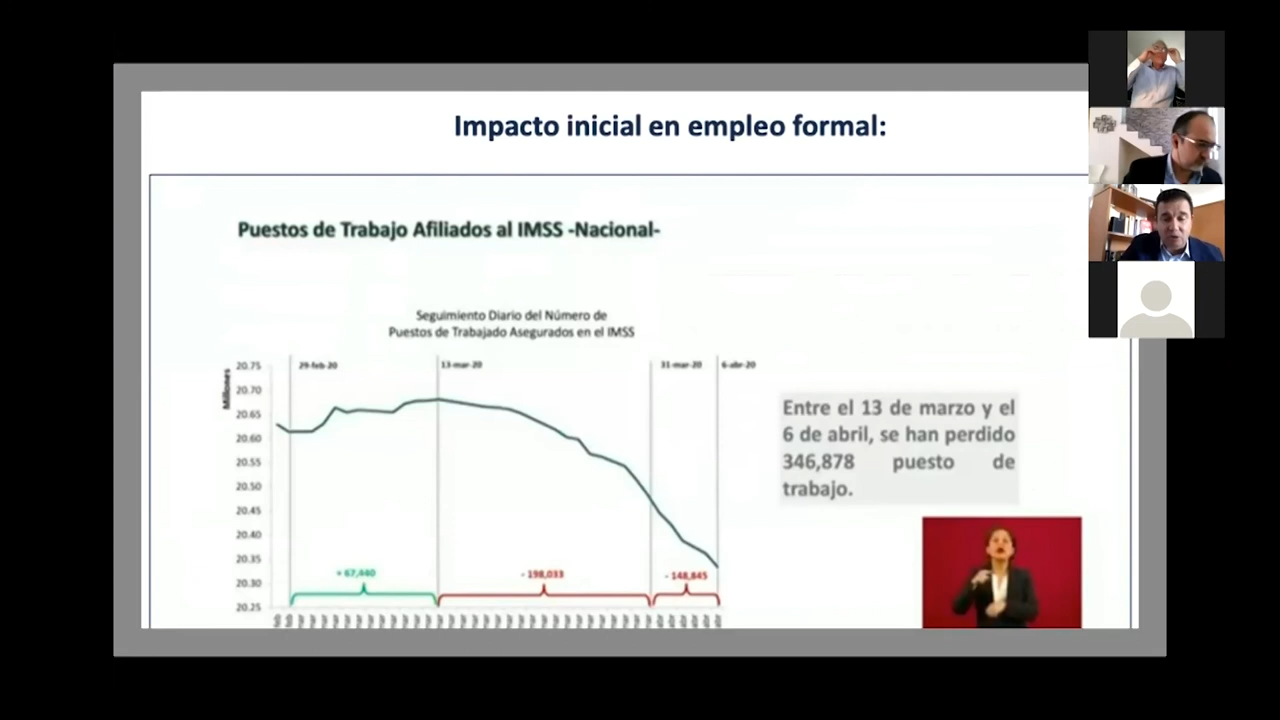 Impacto inicial en empleo formal:
Puestos de Trabajo Afiliados al IMSS -Nacional-
Seguimiento Diario del Número de
Puestos de Trabajado Asegurados en el IMSS
Millones
29-feb-20
13-mar-20
31-mar-20
6-abr-20
20.75
20.70
20.65
20.60
20.55
20.50
20.45
20.40
20.35
20.30
20.25
+ 67,440
- 198,033
- 148,845
Entre el 13 de marzo y el
6 de abril, se han perdido
346,878 puesto de
trabajo.